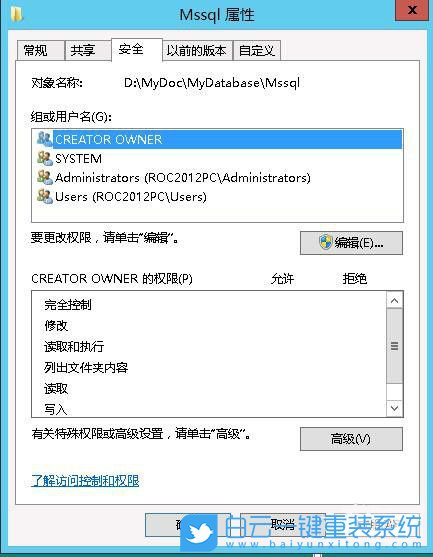 Mssql 属性
常规 共享 安全 以前的版本 自定义
对象名称: D:\MyDoc\MyDatabase\Mssql
组或用户名(G):
CREATOR OWNER
SYSTEM
Administrators (ROC2012PC\Administrators)
Users (ROC2012PC\Users)
要更改权限，请单击"编辑"。
编辑(E)...
CREATOR OWNER 的权限(P) 允许 拒绝
完全控制
修改
读取和执行
列出文件夹内容
读取
写入
有关特殊权限或高级设置，请单击"高级"。
高级(V)
了解访问控制和权限
取消
白云一键重装系统
www.baiyunxitong.com